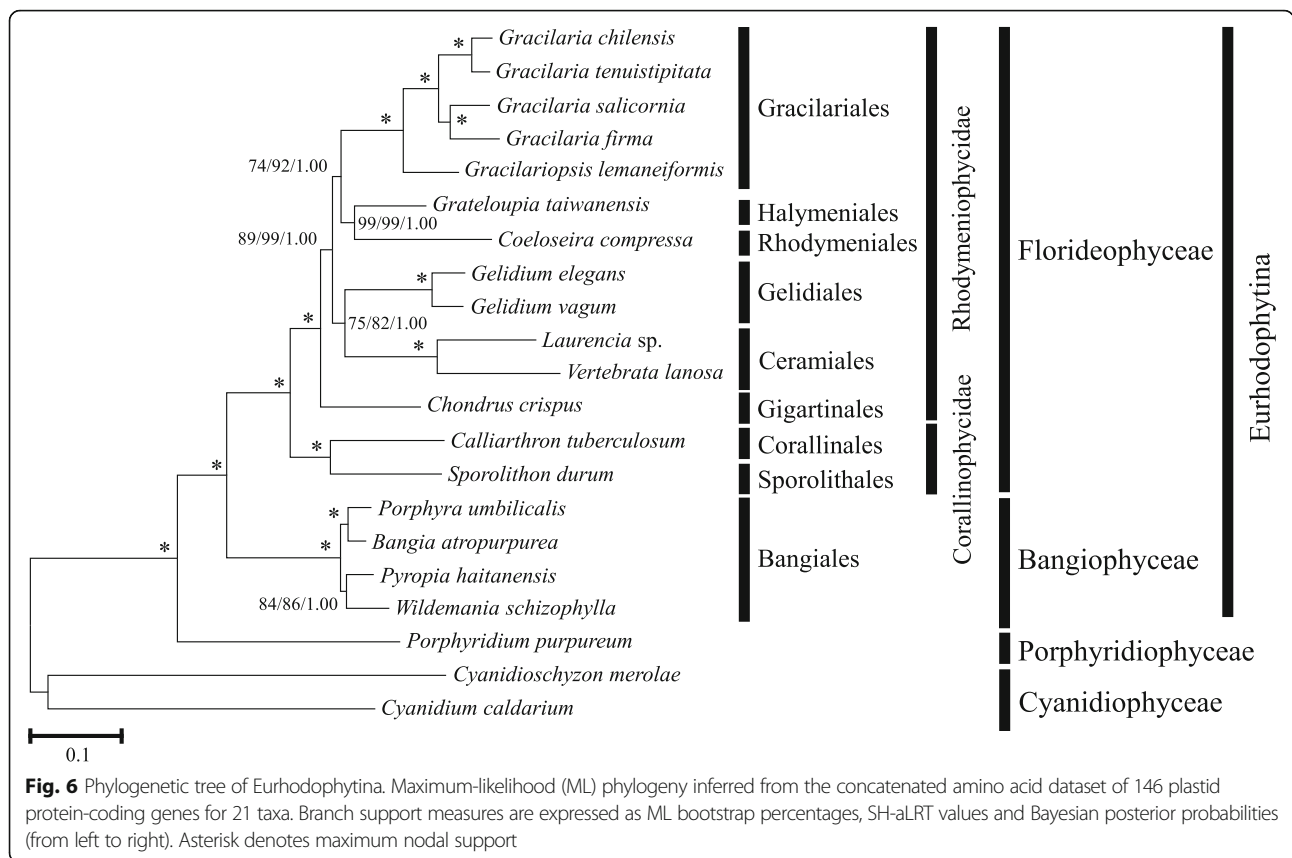 Gracilaria chilensis
Gracilaria tenuistipitata
Gracilaria salicornia
Gracilaria firma
Gracilariopsis lemaneiformis
Grateloupia taiwanensis
Coeloseira compressa
Gelidium elegans
Gelidium vagum
Laurencia sp.
Vertebrata lanosa
Chondrus crispus
Calliarthron tuberculosum
Sporolithon durum
Porphyra umbilicalis
Bangia atropurpurea
Pyropia haitanensis
Wildemania schizophylla
Porphyridium purpureum
Cyanidioschyzon merolae
Cyanidium caldarium
*
*
*
*
*
*
*
*
*
*
*
*
*
*
74/92/1.00
99/99/1.00
89/99/1.00
75/82/1.00
84/86/1.00
Gracilariales
Halymeniales
Rhodymeniales
Gelidiales
Ceramiales
Gigartinales
Corallinales
Sporolithales
Bangiales
Rhodymeniophycidae
Corallinophycidae
Florideophyceae
Bangiophyceae
Porphyridiophyceae
Cyanidiophyceae
Eurhodophytina
0.1
Fig. 6 Phylogenetic tree of Eurhodophytina. Maximum-likelihood (ML) phylogeny inferred from the concatenated amino acid dataset of 146 plastid
protein-coding genes for 21 taxa. Branch support measures are expressed as ML bootstrap percentages, SH-aLRT values and Bayesian posterior probabilities
(from left to right). Asterisk denotes maximum nodal support